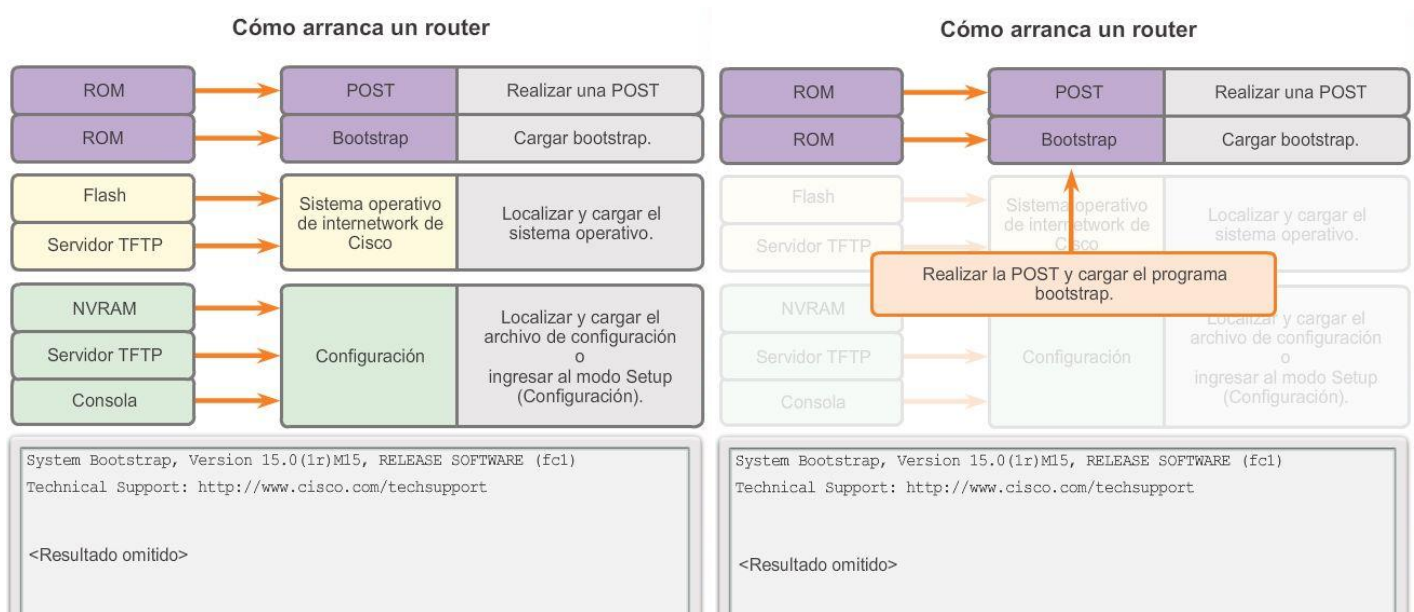 Cómo arranca un router
ROM
POST
Realizar una POST
ROM
Bootstrap
Cargar bootstrap.
Flash
Servidor TFTP
Sistema operativo
de internetwork de
Cisco
Localizar y cargar el
sistema operativo.
NVRAM
Servidor TFTP
Consola
Configuración
Localizar y cargar el
archivo de configuración
o
ingresar al modo Setup
(Configuración).
System Bootstrap, Version 15.0(1r)M15, RELEASE SOFTWARE (fc1)
Technical Support: http://www.cisco.com/techsupport
<Resultado omitido>
Cómo arranca un router
ROM
POST
Realizar una POST
ROM
Bootstrap
Cargar bootstrap.
Flash
Servidor TFTP
Sistema operativo
de internetwork de
Cisco
Localizar y cargar el
sistema operativo.
Realizar la POST y cargar el programa
bootstrap.
NVRAM
Servidor TFTP
Consola
Configuración
Localizar y cargar el
archivo de configuración
o
ingresar al modo Setup
(Configuración).
System Bootstrap, Version 15.0(1r)M15, RELEASE SOFTWARE (fc1)
Technical Support: http://www.cisco.com/techsupport
<Resultado omitido>